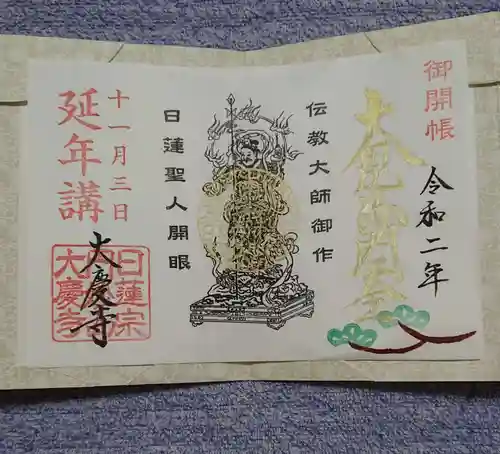 御開帳
令和二年
伝教大師御作
日蓮聖人開眼
十一月三日
延年講
大慶寺
日蓮宗
大慶寺